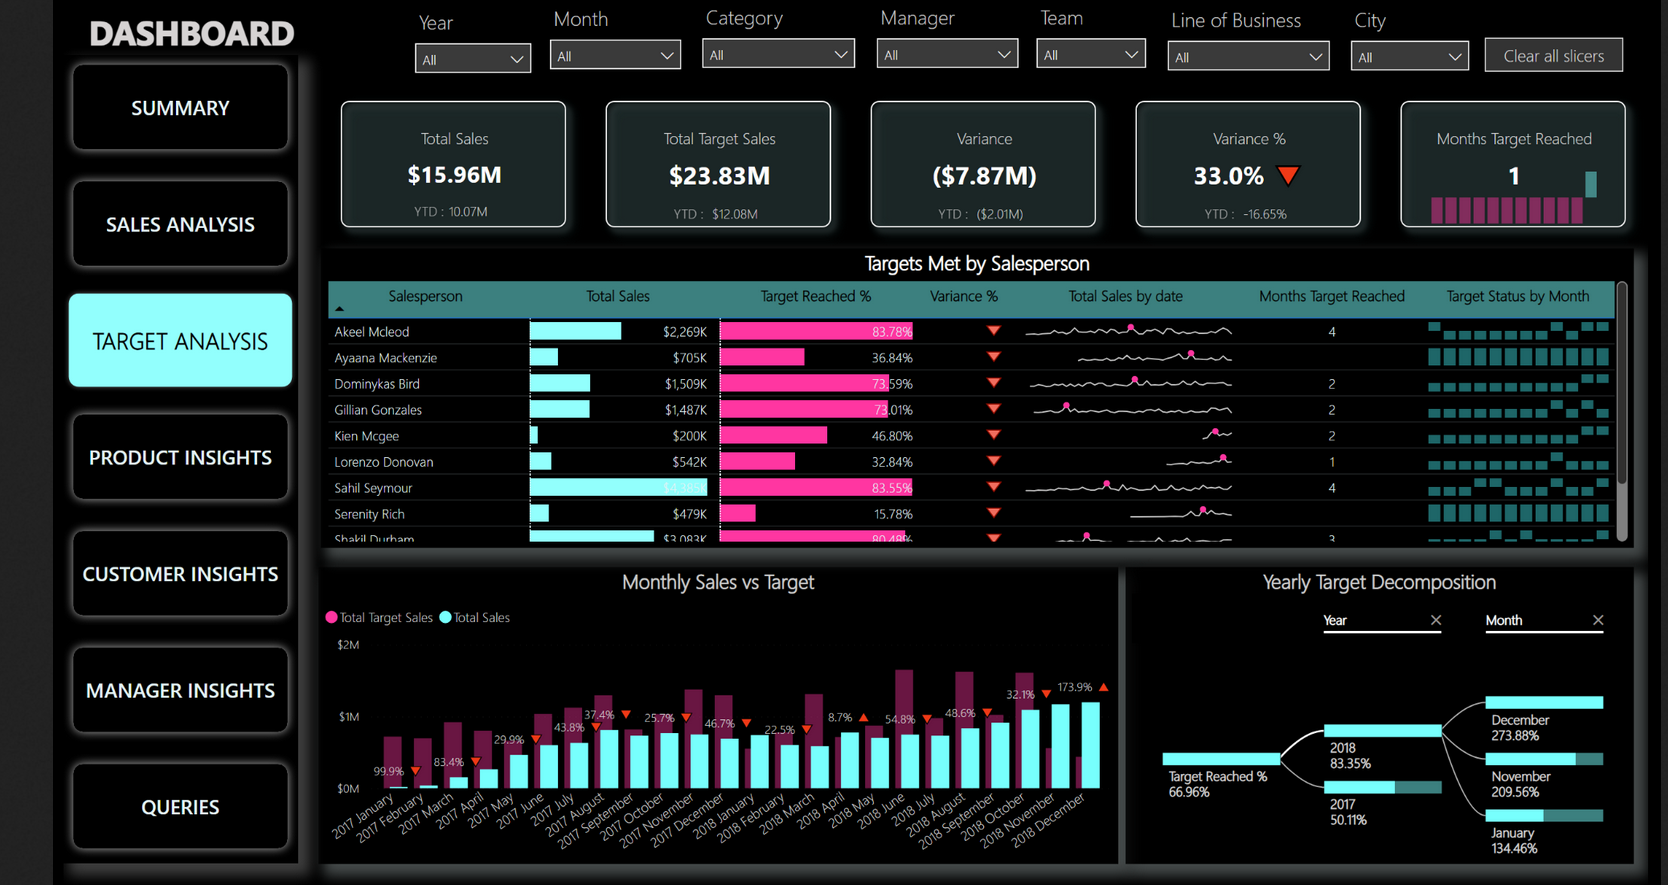 DASHBOARD
Year
Month
Category
Manager
Team
Line of Business
City
All
All
All
All
All
All
All
Clear all slicers
SUMMARY
SALES ANALYSIS
TARGET ANALYSIS
PRODUCT INSIGHTS
CUSTOMER INSIGHTS
MANAGER INSIGHTS
QUERIES
Total Sales
$15.96M
YTD : 10.07M
Total Target Sales
$23.83M
YTD : $12.08M
Variance
($7.87M)
YTD : ($2.01M)
Variance %
33.0%
YTD : -16.65%
Months Target Reached
1
Targets Met by Salesperson
Salesperson Total Sales Target Reached % Variance % Total Sales by date Months Target Reached Target Status by Month
Akeel Mcleod $2,269K 83.78% 4
Ayaana Mackenzie $705K 36.84%
Dominykas Bird $1,509K 73.59% 2
Gillian Gonzales $1,487K 73.01% 2
Kien Mcgee $200K 46.80% 2
Lorenzo Donovan $542K 32.84% 1
Sahil Seymour 83.55% 4
Serenity Rich $479K 15.78%
Shakil Durham $3,083K 80.48% 3
Monthly Sales vs Target
Total Target Sales Total Sales
$2M
$1M
$0M
99.9%
83.4%
29.9%
43.8%
37.4%
25.7%
46.7%
22.5%
8.7%
54.8%
48.6%
32.1%
173.9%
2017 January
2017 February
2017 March
2017 April
2017 May
2017 June
2017 July
2017 August
2017 September
2017 October
2017 November
2017 December
2018 January
2018 February
2018 March
2018 April
2018 May
2018 June
2018 July
2018 August
2018 September
2018 October
2018 November
2018 December
Yearly Target Decomposition
Year
Month
Target Reached %
66.96%
2018
83.35%
2017
50.11%
December
273.88%
November
209.56%
January
134.46%